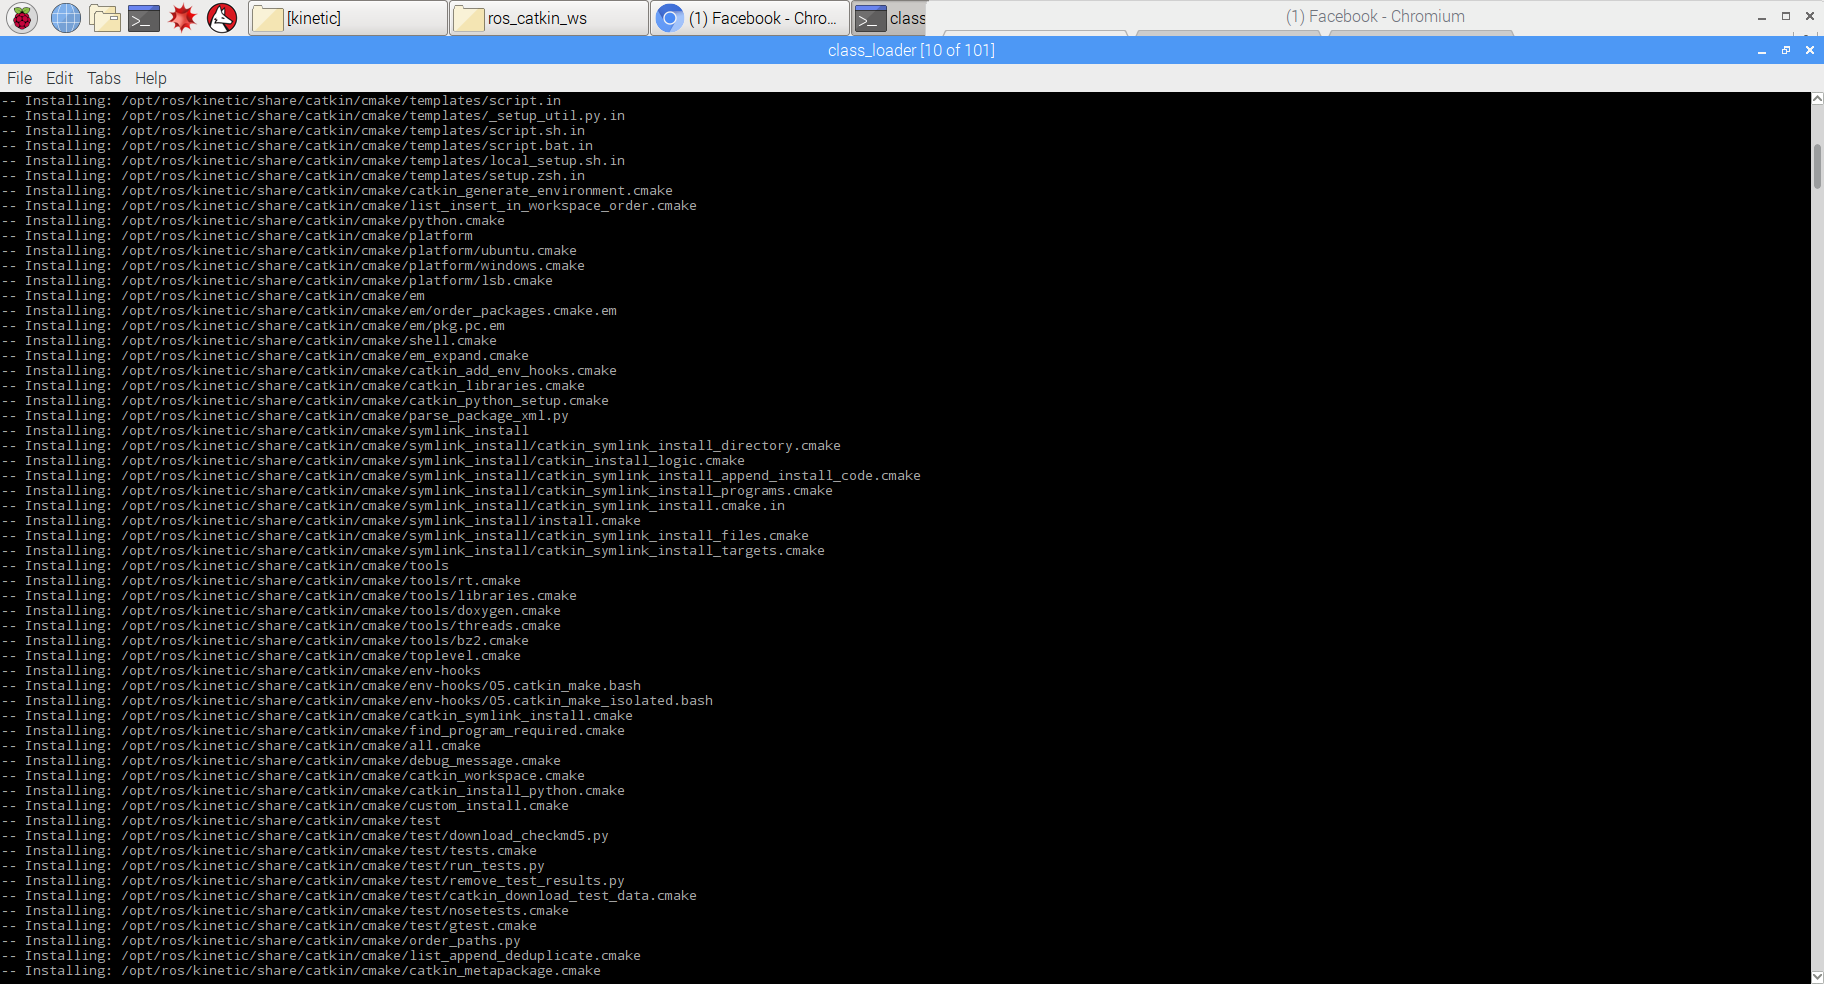 [kinetic]
ros_catkin_ws
(1) Facebook - Chro...
class
(1) Facebook - Chromium
class_loader [10 of 101]
File Edit Tabs Help
-- Installing: /opt/ros/kinetic/share/catkin/cmake/templates/script.in
-- Installing: /opt/ros/kinetic/share/catkin/cmake/templates/_setup_util.py.in
-- Installing: /opt/ros/kinetic/share/catkin/cmake/templates/script.sh.in
-- Installing: /opt/ros/kinetic/share/catkin/cmake/templates/script.bat.in
-- Installing: /opt/ros/kinetic/share/catkin/cmake/templates/local_setup.sh.in
-- Installing: /opt/ros/kinetic/share/catkin/cmake/templates/setup.zsh.in
-- Installing: /opt/ros/kinetic/share/catkin/cmake/catkin_generate_environment.cmake
-- Installing: /opt/ros/kinetic/share/catkin/cmake/list_insert_in_workspace_order.cmake
-- Installing: /opt/ros/kinetic/share/catkin/cmake/python.cmake
-- Installing: /opt/ros/kinetic/share/catkin/cmake/platform
-- Installing: /opt/ros/kinetic/share/catkin/cmake/platform/ubuntu.cmake
-- Installing: /opt/ros/kinetic/share/catkin/cmake/platform/windows.cmake
-- Installing: /opt/ros/kinetic/share/catkin/cmake/platform/lsb.cmake
-- Installing: /opt/ros/kinetic/share/catkin/cmake/em
-- Installing: /opt/ros/kinetic/share/catkin/cmake/em/order_packages.cmake.em
-- Installing: /opt/ros/kinetic/share/catkin/cmake/em/pkg.pc.em
-- Installing: /opt/ros/kinetic/share/catkin/cmake/shell.cmake
-- Installing: /opt/ros/kinetic/share/catkin/cmake/em_expand.cmake
-- Installing: /opt/ros/kinetic/share/catkin/cmake/catkin_add_env_hooks.cmake
-- Installing: /opt/ros/kinetic/share/catkin/cmake/catkin_libraries.cmake
-- Installing: /opt/ros/kinetic/share/catkin/cmake/catkin_python_setup.cmake
-- Installing: /opt/ros/kinetic/share/catkin/cmake/parse_package_xml.py
-- Installing: /opt/ros/kinetic/share/catkin/cmake/symlink_install
-- Installing: /opt/ros/kinetic/share/catkin/cmake/symlink_install/catkin_symlink_install_directory.cmake
-- Installing: /opt/ros/kinetic/share/catkin/cmake/symlink_install/catkin_install_logic.cmake
-- Installing: /opt/ros/kinetic/share/catkin/cmake/symlink_install/catkin_symlink_install_append_install_code.cmake
-- Installing: /opt/ros/kinetic/share/catkin/cmake/symlink_install/catkin_symlink_install_programs.cmake
-- Installing: /opt/ros/kinetic/share/catkin/cmake/symlink_install/catkin_symlink_install.cmake.in
-- Installing: /opt/ros/kinetic/share/catkin/cmake/symlink_install/install.cmake
-- Installing: /opt/ros/kinetic/share/catkin/cmake/symlink_install/catkin_symlink_install_files.cmake
-- Installing: /opt/ros/kinetic/share/catkin/cmake/symlink_install/catkin_symlink_install_targets.cmake
-- Installing: /opt/ros/kinetic/share/catkin/cmake/tools
-- Installing: /opt/ros/kinetic/share/catkin/cmake/tools/rt.cmake
-- Installing: /opt/ros/kinetic/share/catkin/cmake/tools/libraries.cmake
-- Installing: /opt/ros/kinetic/share/catkin/cmake/tools/doxygen.cmake
-- Installing: /opt/ros/kinetic/share/catkin/cmake/tools/threads.cmake
-- Installing: /opt/ros/kinetic/share/catkin/cmake/tools/bz2.cmake
-- Installing: /opt/ros/kinetic/share/catkin/cmake/toplevel.cmake
-- Installing: /opt/ros/kinetic/share/catkin/cmake/env-hooks
-- Installing: /opt/ros/kinetic/share/catkin/cmake/env-hooks/05.catkin_make.bash
-- Installing: /opt/ros/kinetic/share/catkin/cmake/env-hooks/05.catkin_make_isolated.bash
-- Installing: /opt/ros/kinetic/share/catkin/cmake/catkin_symlink_install.cmake
-- Installing: /opt/ros/kinetic/share/catkin/cmake/find_program_required.cmake
-- Installing: /opt/ros/kinetic/share/catkin/cmake/all.cmake
-- Installing: /opt/ros/kinetic/share/catkin/cmake/debug_message.cmake
-- Installing: /opt/ros/kinetic/share/catkin/cmake/catkin_workspace.cmake
-- Installing: /opt/ros/kinetic/share/catkin/cmake/catkin_install_python.cmake
-- Installing: /opt/ros/kinetic/share/catkin/cmake/custom_install.cmake
-- Installing: /opt/ros/kinetic/share/catkin/cmake/test
-- Installing: /opt/ros/kinetic/share/catkin/cmake/test/download_checkmd5.py
-- Installing: /opt/ros/kinetic/share/catkin/cmake/test/tests.cmake
-- Installing: /opt/ros/kinetic/share/catkin/cmake/test/run_tests.py
-- Installing: /opt/ros/kinetic/share/catkin/cmake/test/remove_test_results.py
-- Installing: /opt/ros/kinetic/share/catkin/cmake/test/catkin_download_test_data.cmake
-- Installing: /opt/ros/kinetic/share/catkin/cmake/test/nosetests.cmake
-- Installing: /opt/ros/kinetic/share/catkin/cmake/test/gtest.cmake
-- Installing: /opt/ros/kinetic/share/catkin/cmake/order_paths.py
-- Installing: /opt/ros/kinetic/share/catkin/cmake/list_append_deduplicate.cmake
-- Installing: /opt/ros/kinetic/share/catkin/cmake/catkin_metapackage.cmake